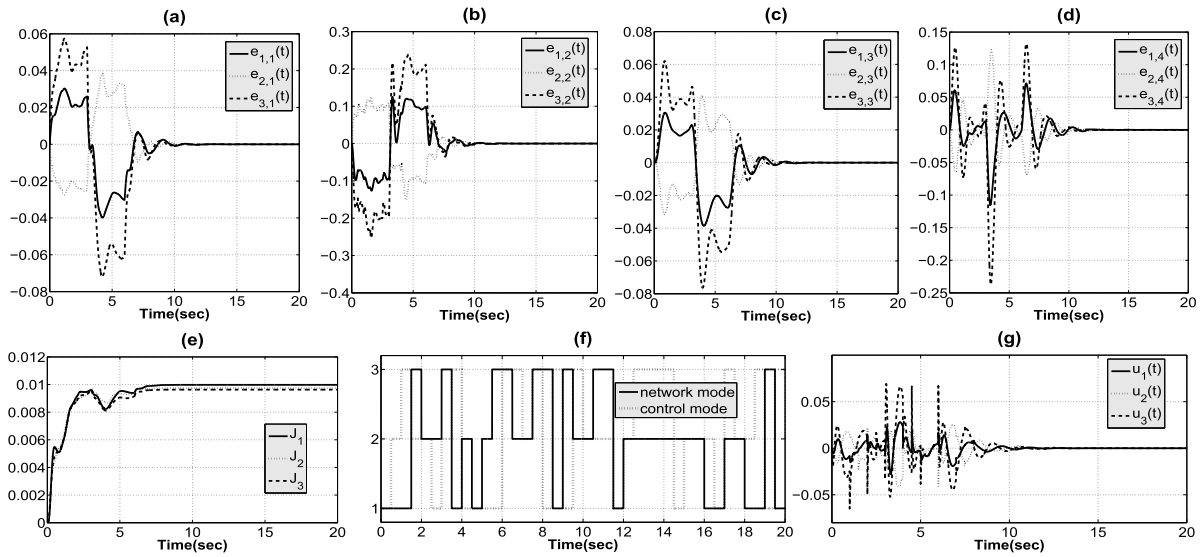 (a)
0.06
0.04
0.02
0
−0.02
−0.04
−0.06
−0.08
0 5 10 15 20
Time(sec)
e1,1(t)
e2,1(t)
e3,1(t)
(b)
0.3
0.2
0.1
0
−0.1
−0.2
−0.3
−0.4
0 5 10 15 20
Time(sec)
e1,2(t)
e2,2(t)
e3,2(t)
(c)
0.08
0.06
0.04
0.02
0
−0.02
−0.04
−0.06
−0.08
0 5 10 15 20
Time(sec)
e1,3(t)
e2,3(t)
e3,3(t)
(d)
0.15
0.1
0.05
0
−0.05
−0.1
−0.15
−0.2
−0.25
0 5 10 15 20
Time(sec)
e1,4(t)
e2,4(t)
e3,4(t)
(e)
0.012
0.010
0.008
0.006
0.004
0.002
0
0 5 10 15 20
Time(sec)
J1
J2
J3
(f)
3
2
1
0 2 4 6 8 10 12 14 16 18 20
Time(sec)
network mode
control mode
(g)
0.05
0
−0.05
0 5 10 15 20
Time(sec)
u1(t)
u2(t)
u3(t)